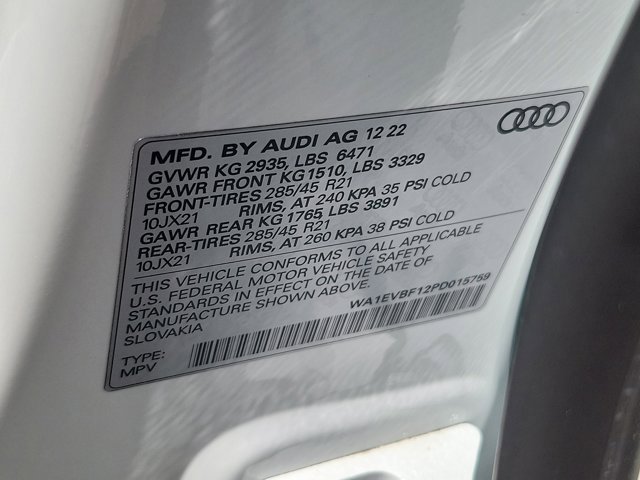 MFD. BY AUDI AG 12 22
GVWR KG 2935, LBS 6471
GAWR FRONT KG1510, LBS 3329
FRONT-TIRES 285/45 R21
10JX21 RIMS, AT 240 KPA 35 PSI COLD
GAWR REAR KG 1765, LBS 3891
REAR-TIRES 285/45 R21
10JX21 RIMS, AT 260 KPA 38 PSI COLD
THIS VEHICLE CONFORMS TO ALL APPLICABLE
U.S. FEDERAL MOTOR VEHICLE SAFETY
STANDARDS IN EFFECT ON THE DATE OF
MANUFACTURE SHOWN ABOVE.
SLOVAKIA
WA1EVBF12PD015759
TYPE:
MPV